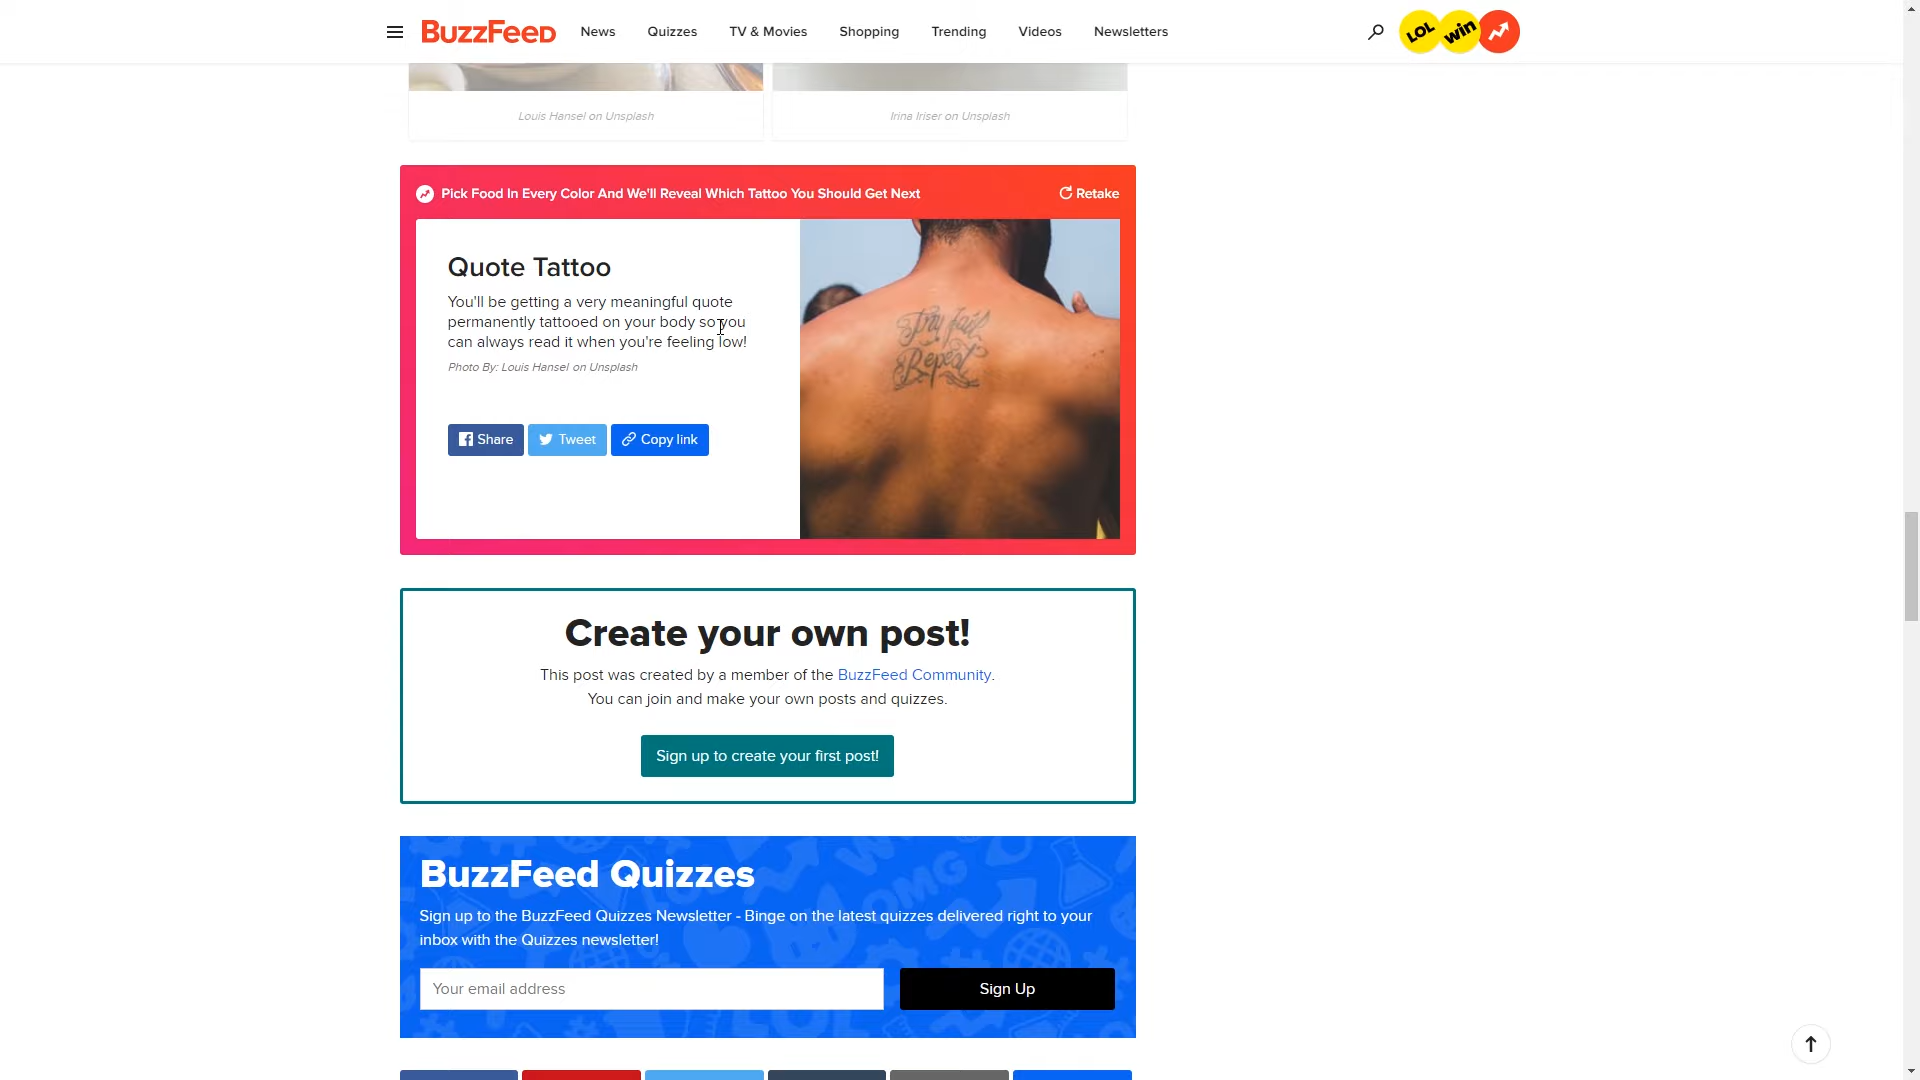 BuzzFeed
News
Quizzes
TV & Movies
Shopping
Trending
Videos
Newsletters
LOL
win
Louis Hansel on Unsplash
Irina Iriser on Unsplash
Pick Food In Every Color And We'll Reveal Which Tattoo You Should Get Next
Retake
Quote Tattoo
You'll be getting a very meaningful quote
permanently tattooed on your body so you
can always read it when you're feeling low!
Photo By: Louis Hansel on Unsplash
Share
Tweet
Copy link
Try fail
Repeat
Create your own post!
This post was created by a member of the BuzzFeed Community.
You can join and make your own posts and quizzes.
Sign up to create your first post!
BuzzFeed Quizzes
Sign up to the BuzzFeed Quizzes Newsletter - Binge on the latest quizzes delivered right to your
inbox with the Quizzes newsletter!
Your email address
Sign Up
OMG
LOL